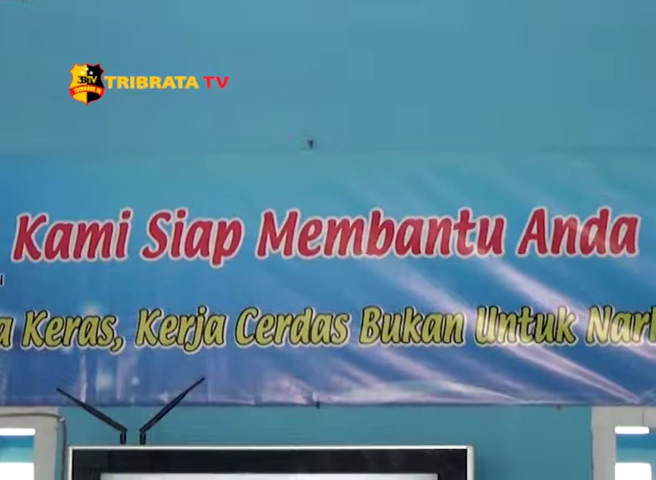 TRIBRATA TV
Kami Siap Membantu Anda
Keras, Kerja Cerdas Bukan Untuk